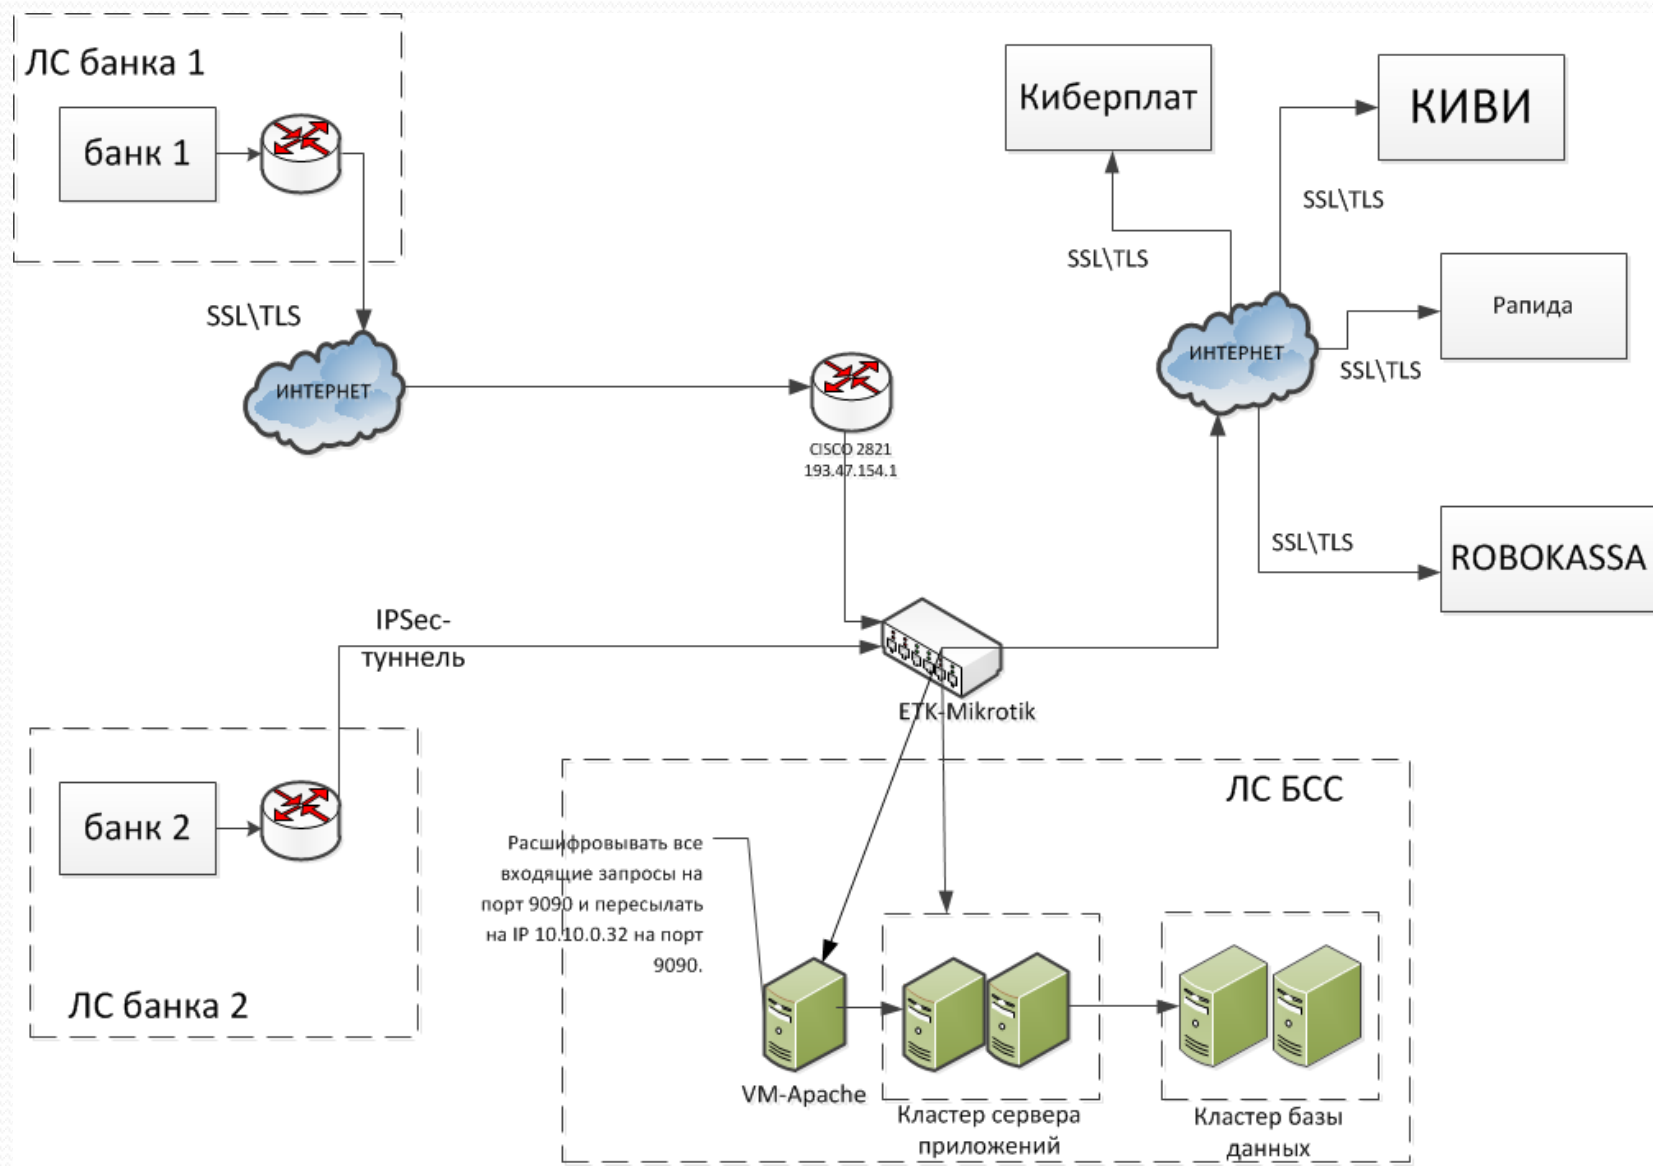 ЛС банка 1
банк 1
SSL\TLS
ИНТЕРНЕТ
CISCO 2821
193.47.154.1
Киберплат
КИВИ
SSL\TLS
SSL\TLS
ИНТЕРНЕТ
Рапида
SSL\TLS
SSL\TLS
ROBOKASSA
IPSec-
туннель
ETK-Mikrotik
банк 2
ЛС банка 2
ЛС БСС
Расшифровывать все
входящие запросы на
порт 9090 и пересылать
на IP 10.10.0.32 на порт
9090.
VM-Apache
Кластер сервера
приложений
Кластер базы
данных